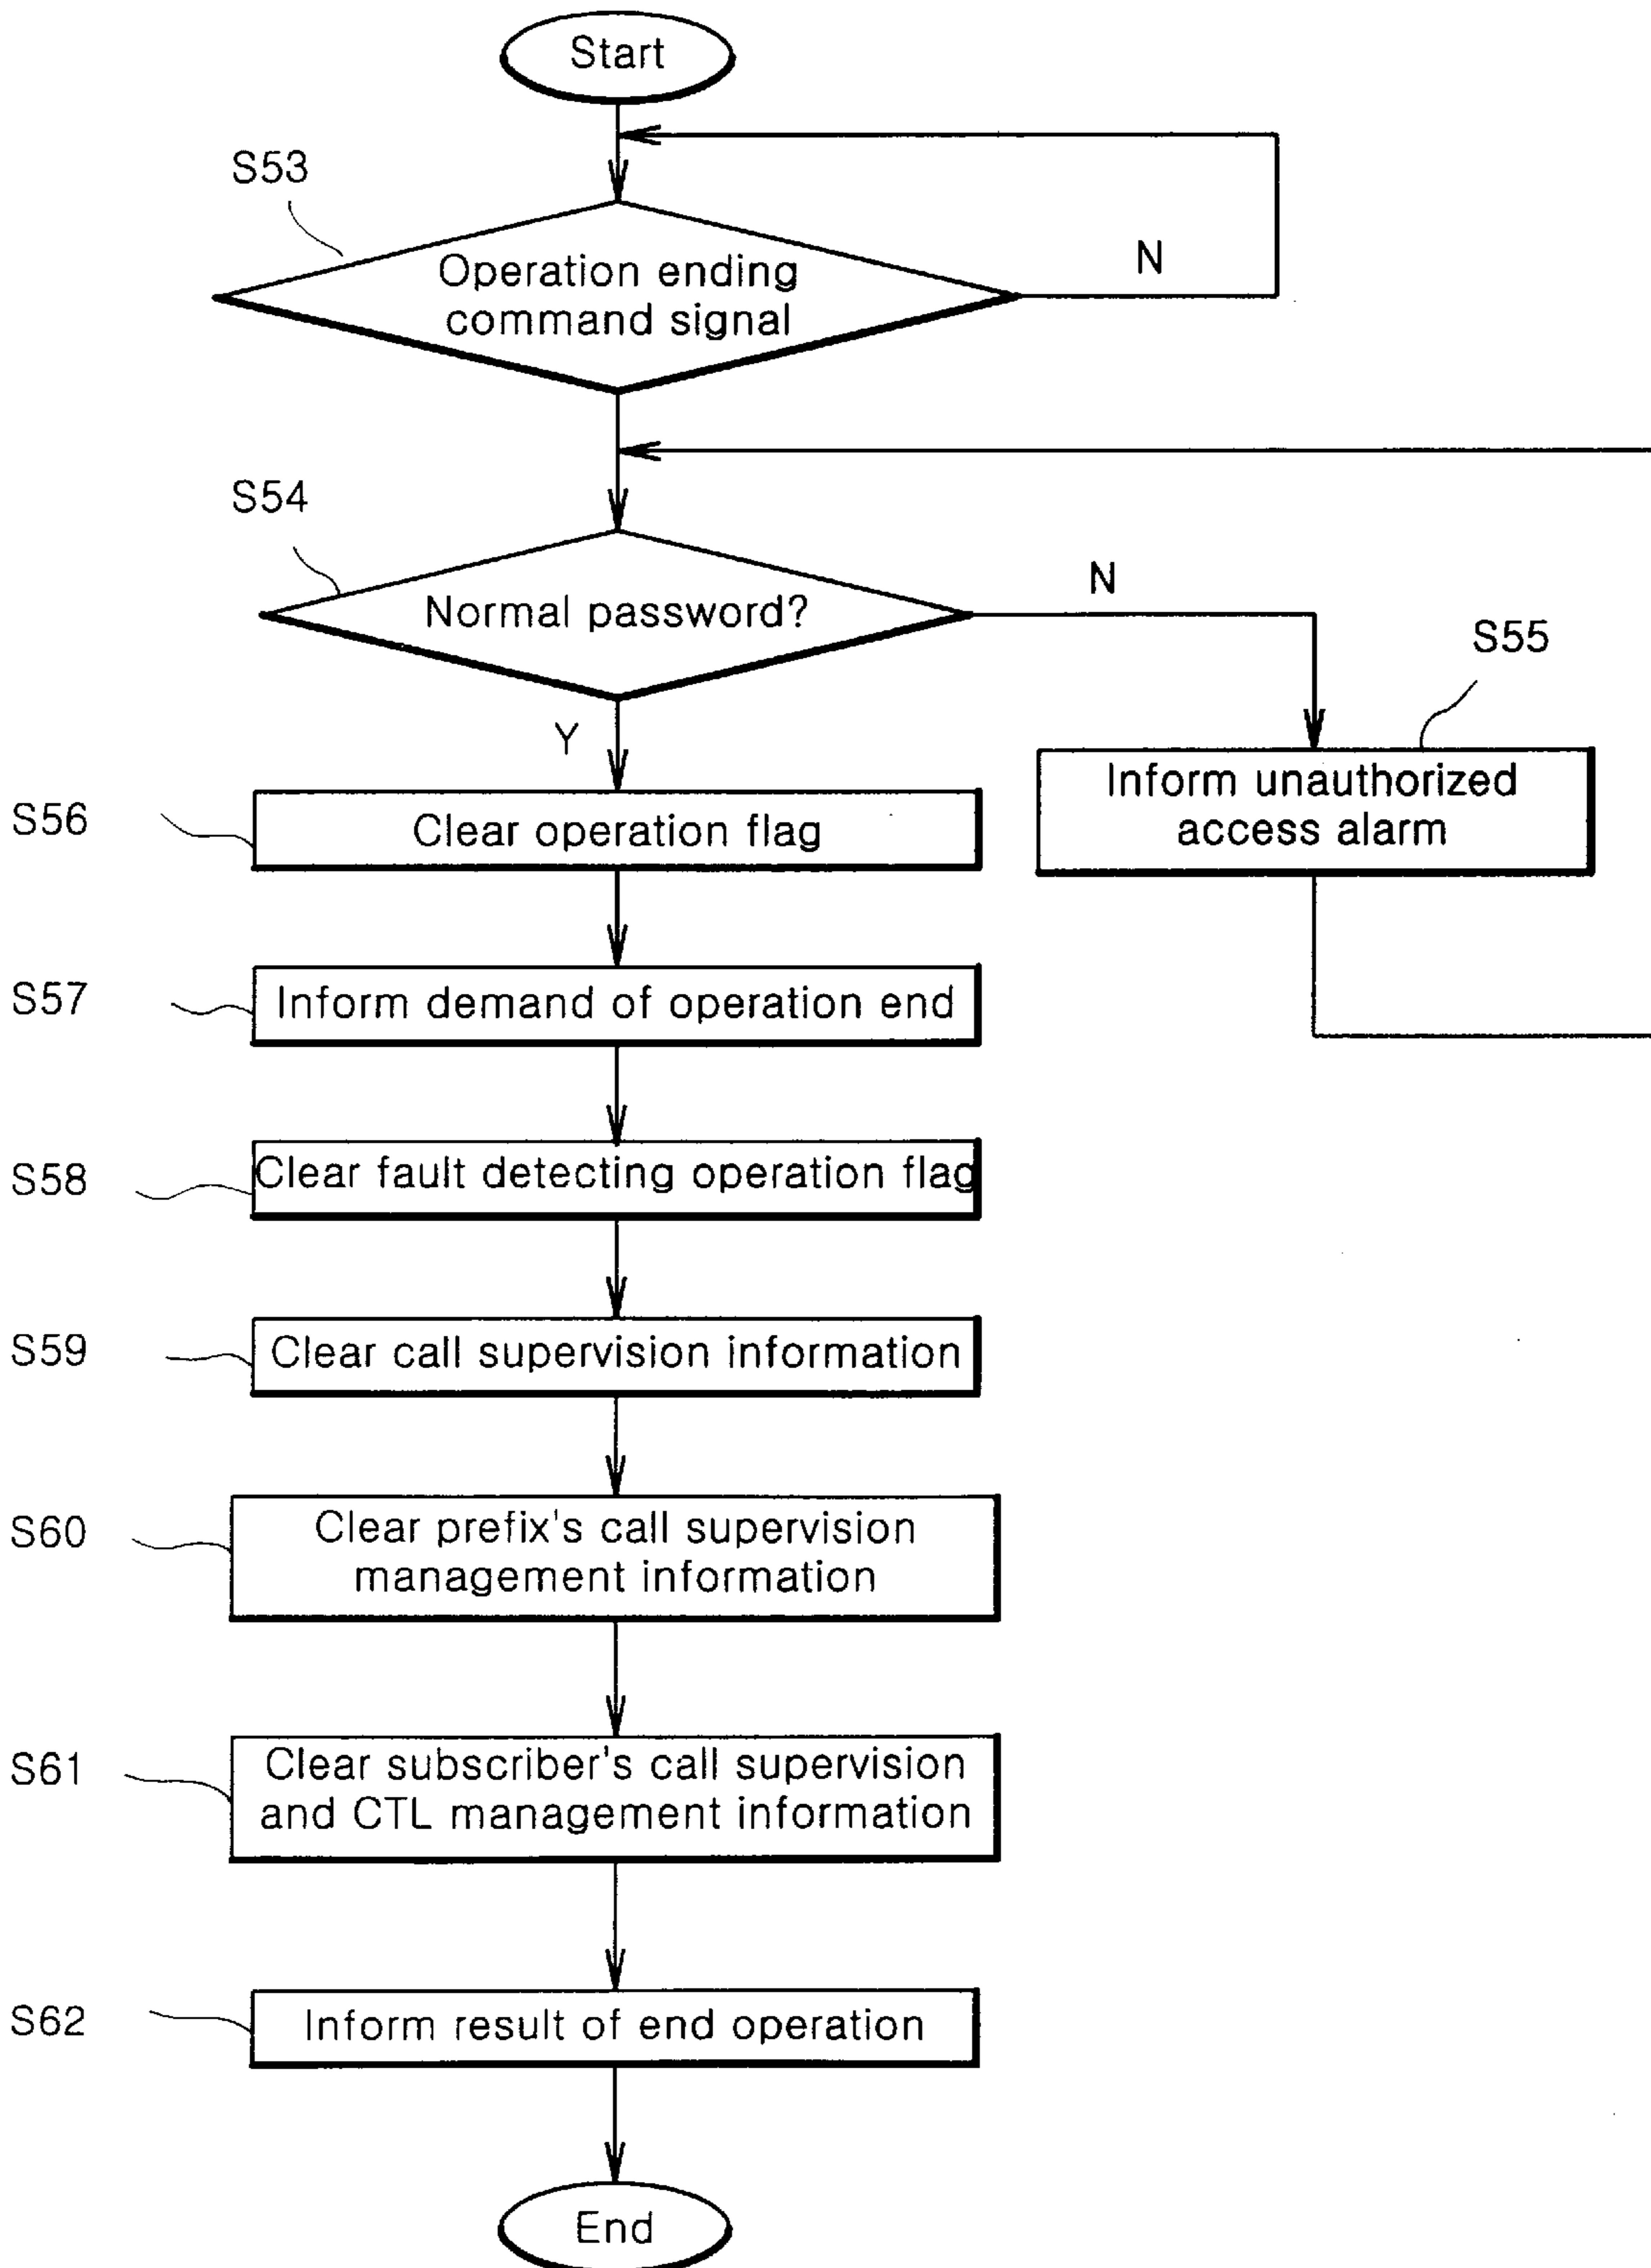 Start
S53
Operation ending
command signal
N
S54
Normal password?
N
Y
S55
Inform unauthorized
access alarm
S56
Clear operation flag
S57
Inform demand of operation end
S58
Clear fault detecting operation flag
S59
Clear call supervision information
S60
Clear prefix's call supervision
management information
S61
Clear subscriber's call supervision
and CTL management information
S62
Inform result of end operation
End